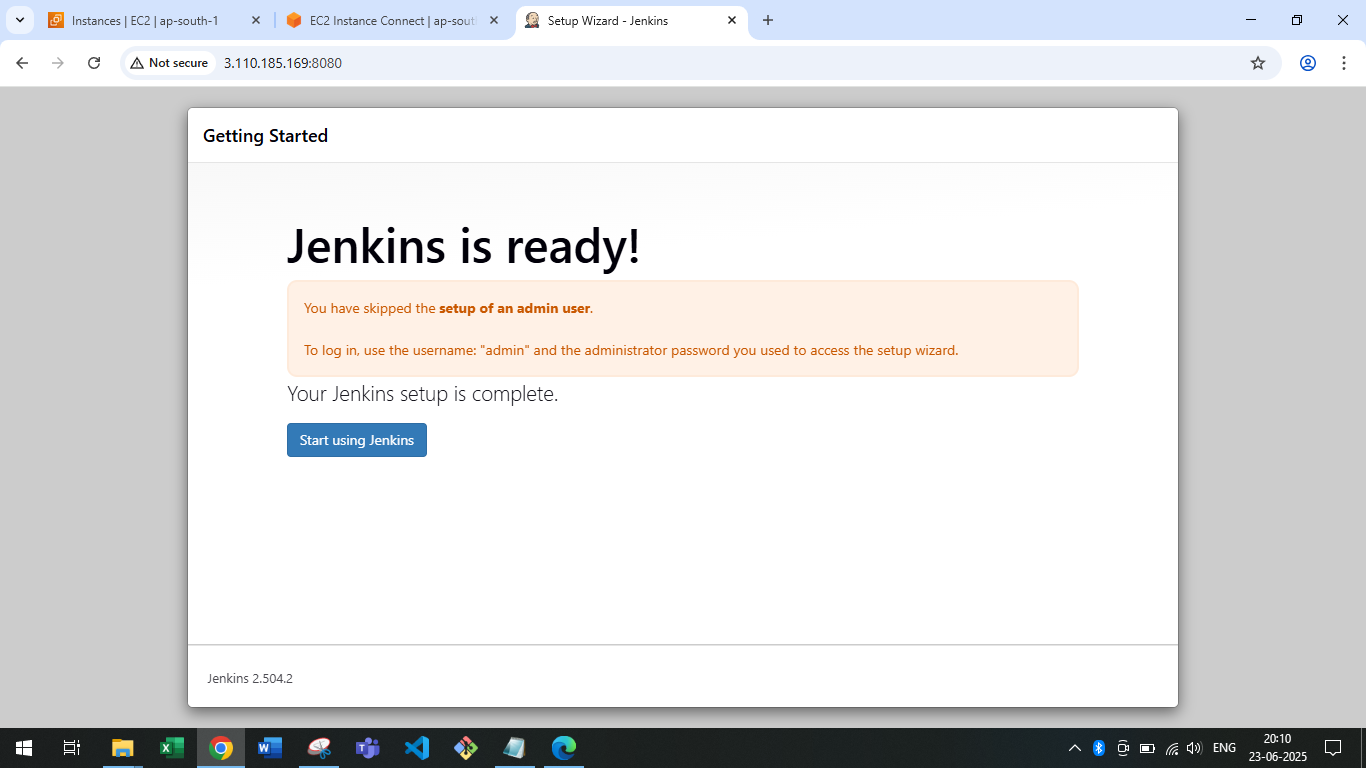 Instances | EC2 | ap-south-1
EC2 Instance Connect | ap-sout
Setup Wizard - Jenkins
Not secure
3.110.185.169:8080
Getting Started
Jenkins is ready!
You have skipped the setup of an admin user.
To log in, use the username: "admin" and the administrator password you used to access the setup wizard.
Your Jenkins setup is complete.
Start using Jenkins
Jenkins 2.504.2
ENG
20:10
23-06-2025